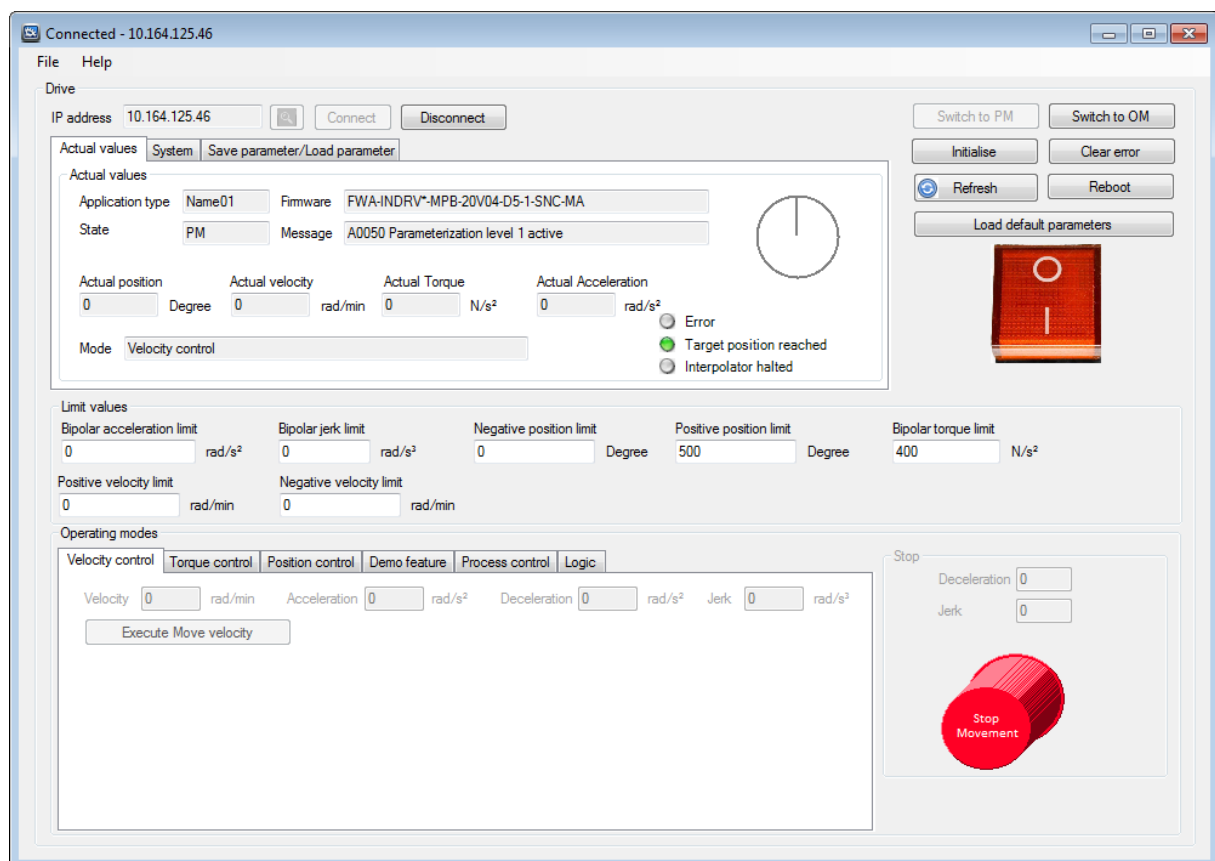 Connected - 10.164.125.46
File Help
Drive
IP address 10.164.125.46 Connect Disconnect
Switch to PM Switch to OM
Actual values System Save parameter/Load parameter
Initialise Clear error
Refresh Reboot
Load default parameters
Actual values
Application type Name01 Firmware FWA-INDRV*-MPB-20V04-D5-1-SNC-MA
State PM Message A0050 Parameterization level 1 active
Actual position Actual velocity Actual Torque Actual Acceleration
0 Degree 0 rad/min 0 N/s² 0 rad/s²
Error
Mode Velocity control Target position reached
Interpolator halted
Limit values
Bipolar acceleration limit Bipolar jerk limit Negative position limit Positive position limit Bipolar torque limit
0 rad/s² 0 rad/s³ 0 Degree 500 Degree 400 N/s²
Positive velocity limit Negative velocity limit
0 rad/min 0 rad/min
Operating modes
Velocity control Torque control Position control Demo feature Process control Logic
Velocity 0 rad/min Acceleration 0 rad/s² Deceleration 0 rad/s² Jerk 0 rad/s³
Execute Move velocity
Stop
Deceleration 0
Jerk 0
Stop
Movement